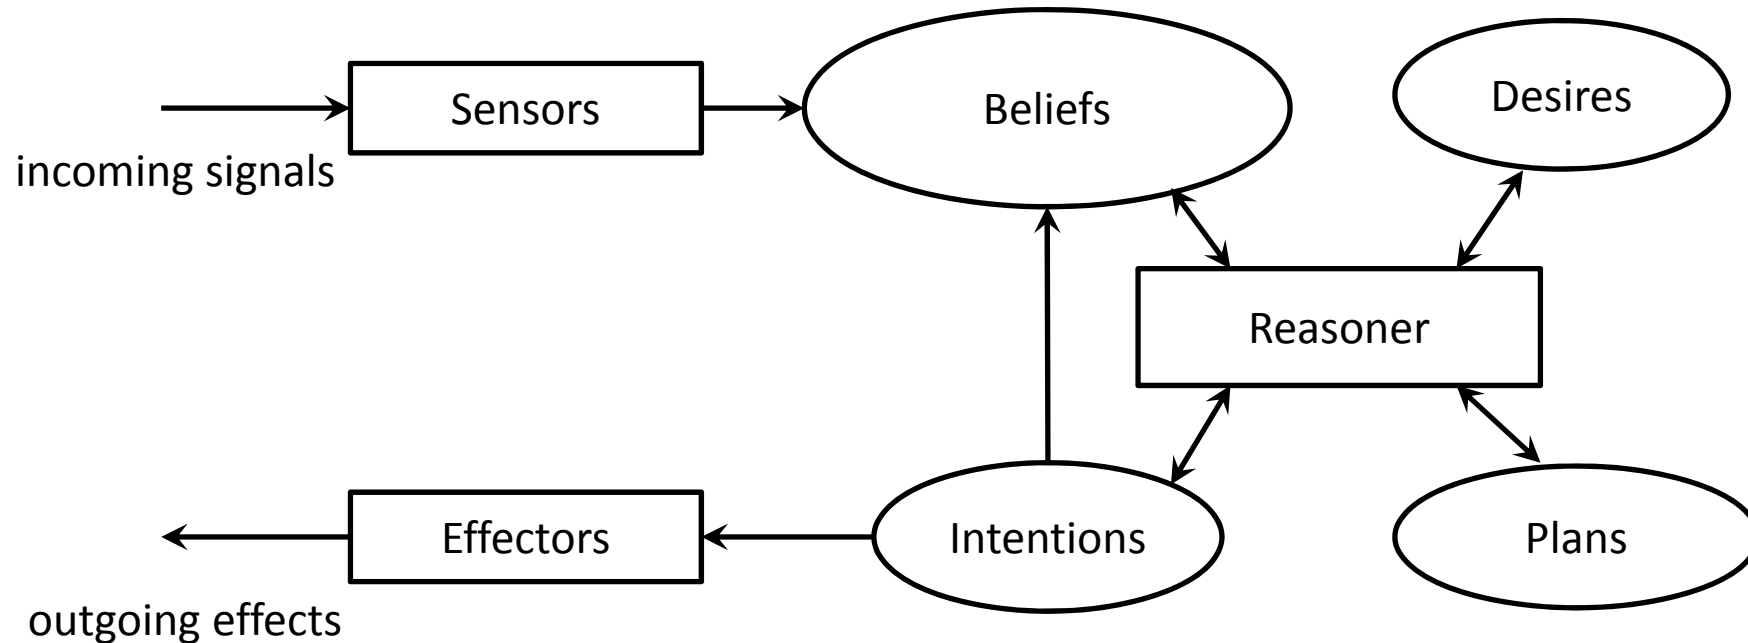 Sensors
Beliefs
Desires
incoming signals
Reasoner
Effectors
Intentions
Plans
outgoing effects